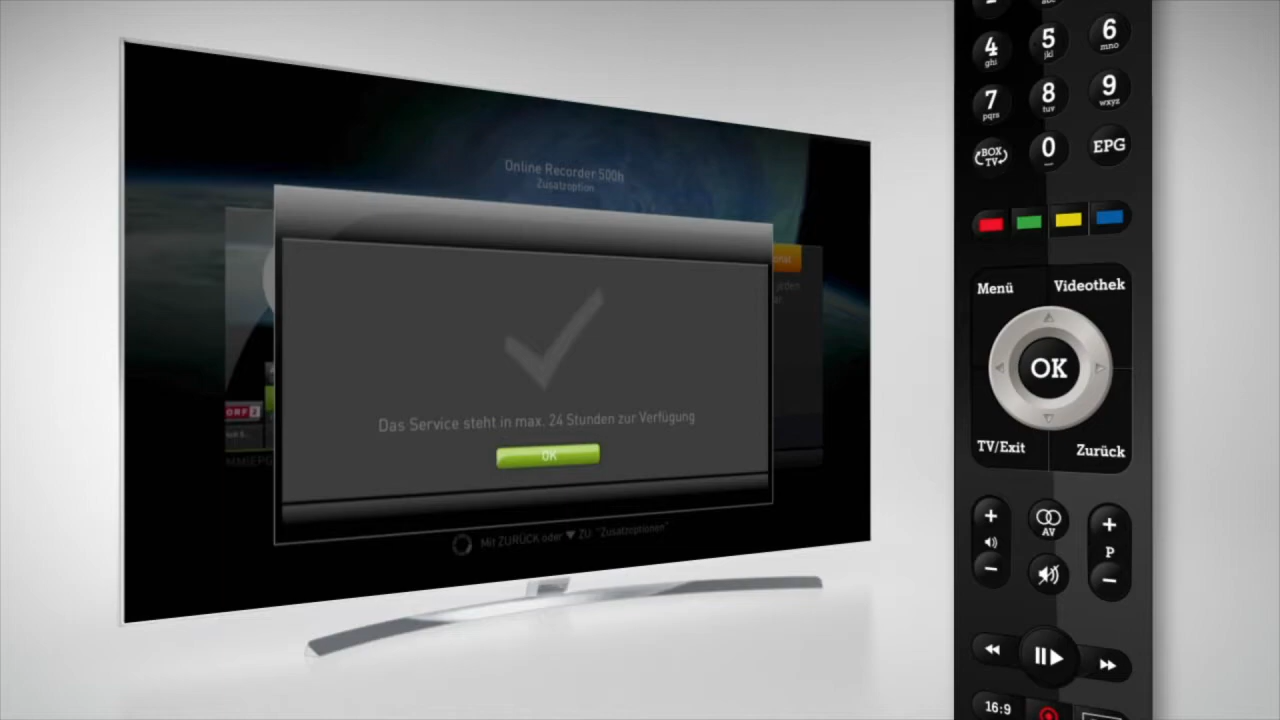 Online Recorder 500h
Zusatzoption
Das Service steht in max. 24 Stunden zur Verfügung
OK
ORF 2
Mit ZURÜCK oder ▼ ZU: "Zusatzoptionen"
4
ghi
5
jkl
6
mno
7
pqrs
8
tuv
9
wxyz
BOX
TV
0
EPG
Menü
Videothek
OK
TV/Exit
Zurück
+
AV
+
P
−
−
16:9